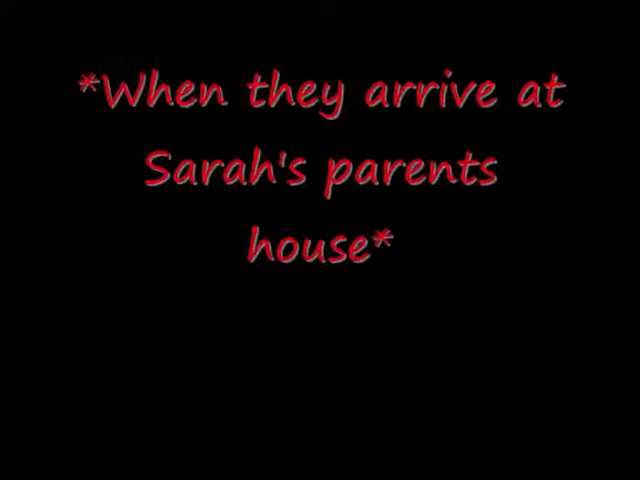 *When they arrive at
Sarah's parents
house*